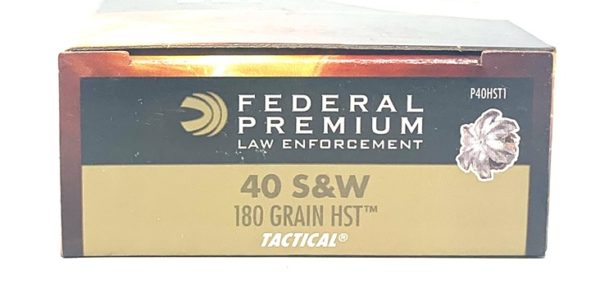 P40HST1
FEDERAL
PREMIUM
LAW ENFORCEMENT
40 S&W
180 GRAIN HST™
TACTICAL®